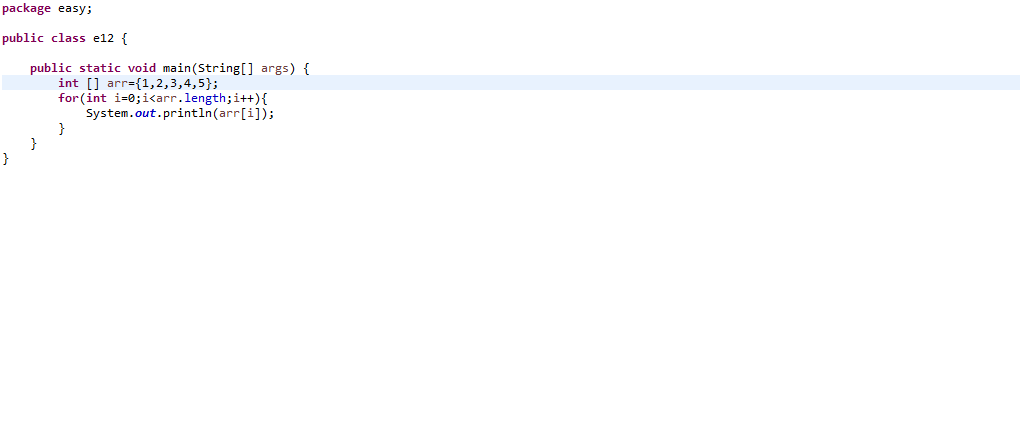 package easy;
public class e12 {
public static void main(String[] args) {
int [] arr={1,2,3,4,5};
for(int i=0;i<arr.length;i++){
System.out.println(arr[i]);
}
}
}